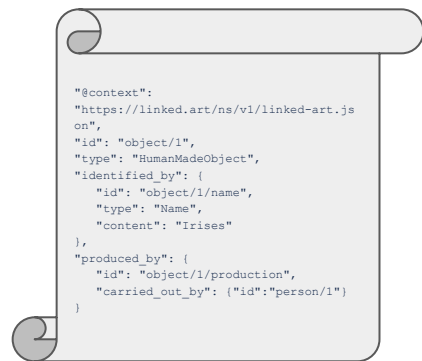 "@context":
"https://linked.art/ns/v1/linked-art.js
on",
"id": "object/1",
"type": "HumanMadeObject",
"identified_by": {
   "id": "object/1/name",
   "type": "Name",
   "content": "Irises"
},
"produced_by": {
   "id": "object/1/production",
   "carried_out_by": {"id":"person/1"}
}